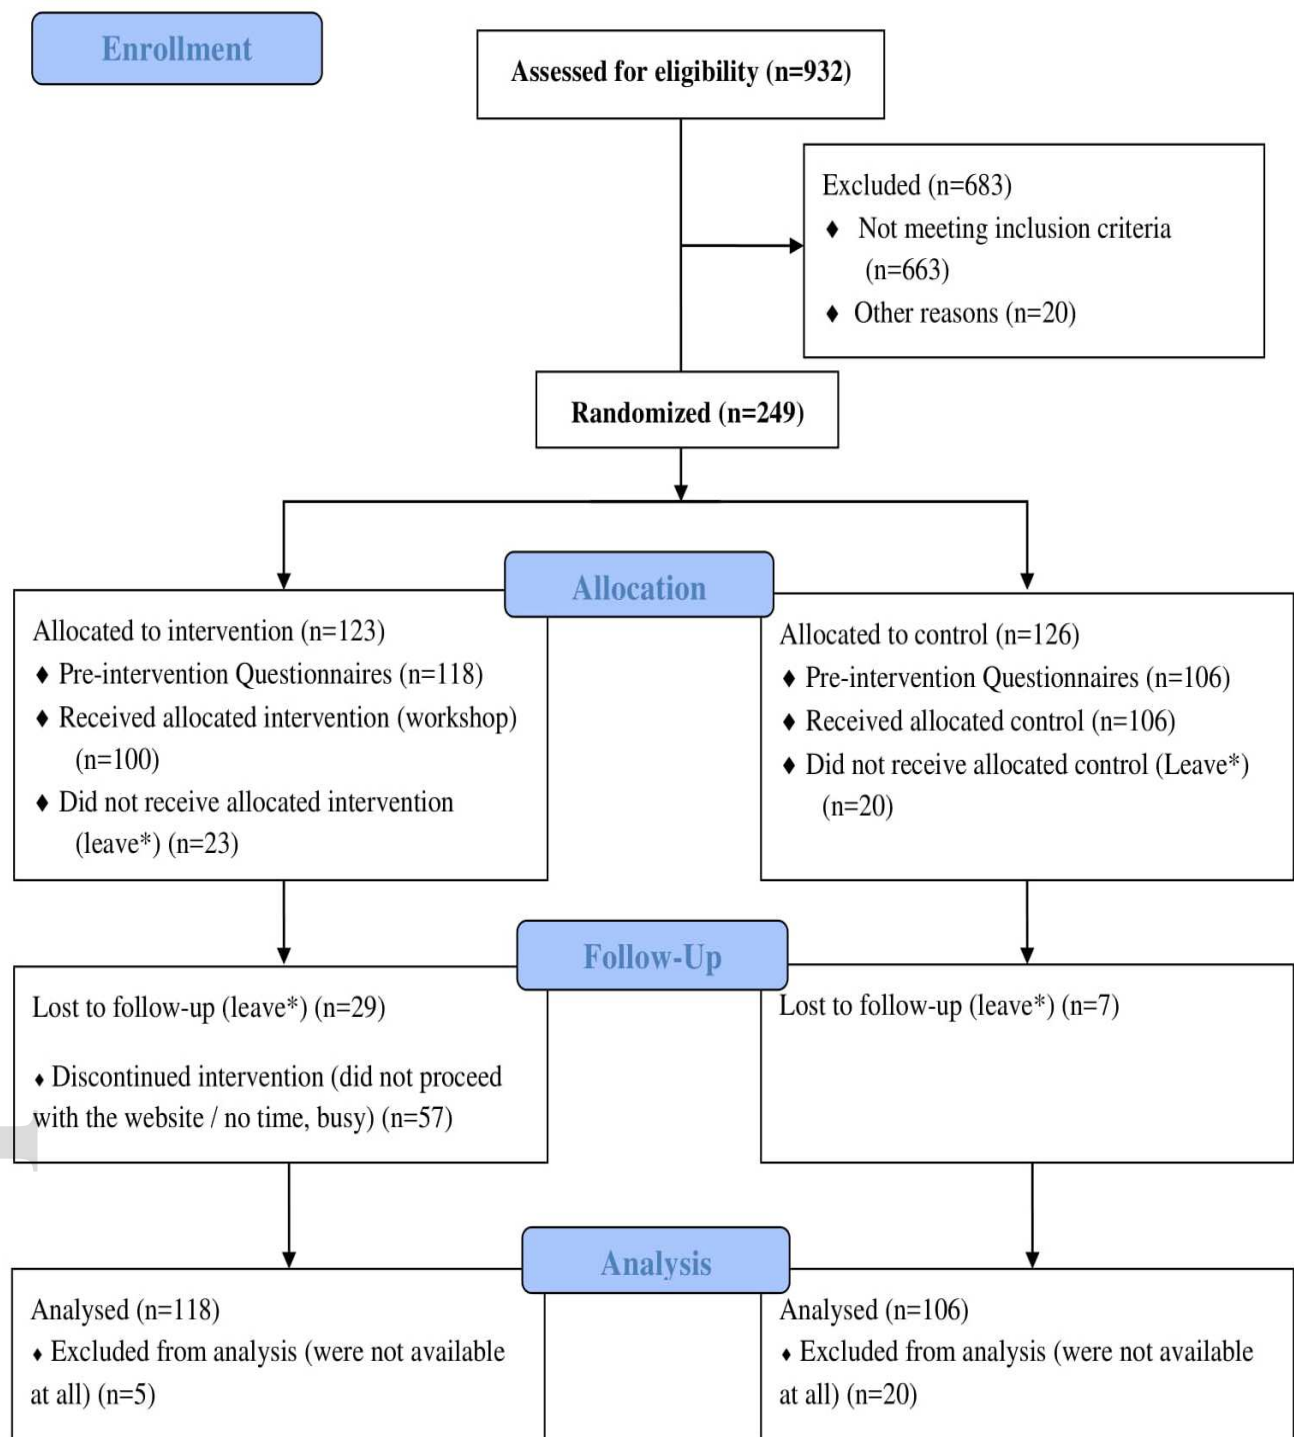 Enrollment
Assessed for eligibility (n=932)
Excluded (n=683)
♦ Not meeting inclusion criteria
(n=663)
♦ Other reasons (n=20)
Randomized (n=249)
Allocation
Allocated to intervention (n=123)
♦ Pre-intervention Questionnaires (n=118)
♦ Received allocated intervention (workshop)
(n=100)
♦ Did not receive allocated intervention
(leave*) (n=23)
Allocated to control (n=126)
♦ Pre-intervention Questionnaires (n=106)
♦ Received allocated control (n=106)
♦ Did not receive allocated control (Leave*)
(n=20)
Follow-Up
Lost to follow-up (leave*) (n=29)
♦ Discontinued intervention (did not proceed
with the website / no time, busy) (n=57)
Lost to follow-up (leave*) (n=7)
Analysis
Analysed (n=118)
♦ Excluded from analysis (were not available
at all) (n=5)
Analysed (n=106)
♦ Excluded from analysis (were not available
at all) (n=20)